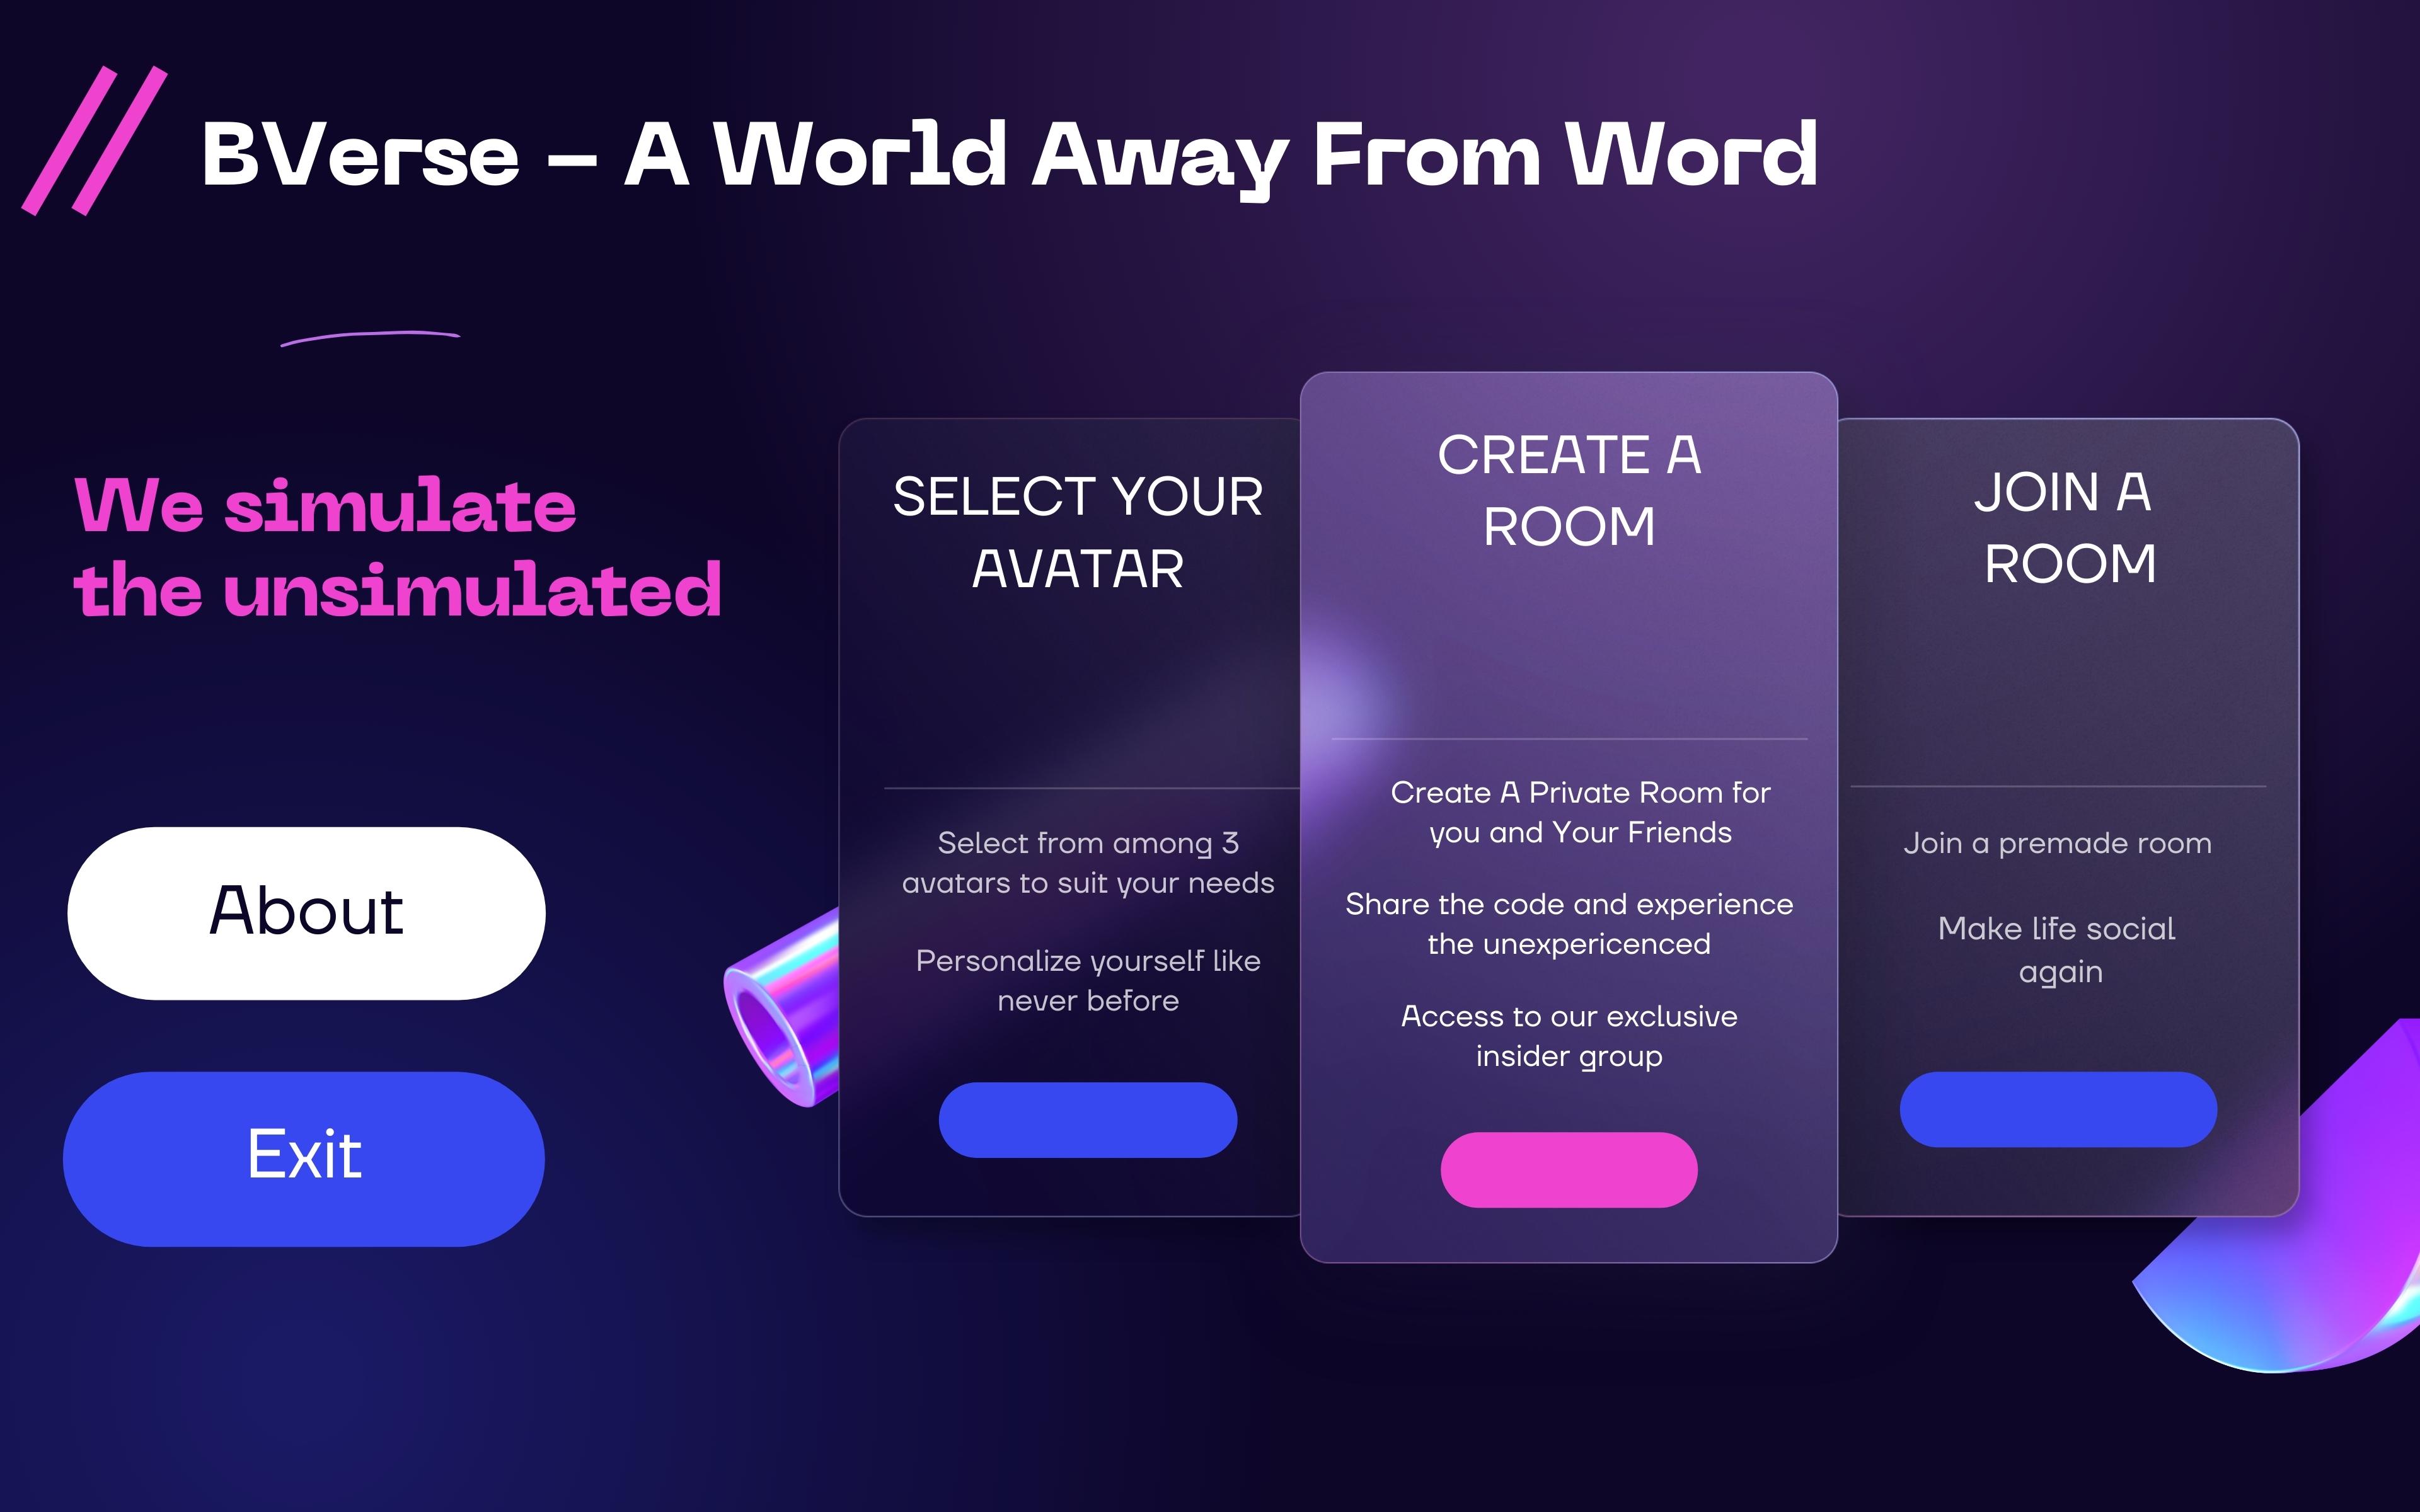 BVerse – A World Away From Word
We simulate
the unsimulated
About
Exit
SELECT YOUR
AVATAR
Select from among 3
avatars to suit your needs
Personalize yourself like
never before
CREATE A
ROOM
Create A Private Room for
you and Your Friends
Share the code and experience
the unexpericenced
Access to our exclusive
insider group
JOIN A
ROOM
Join a premade room
Make life social
again